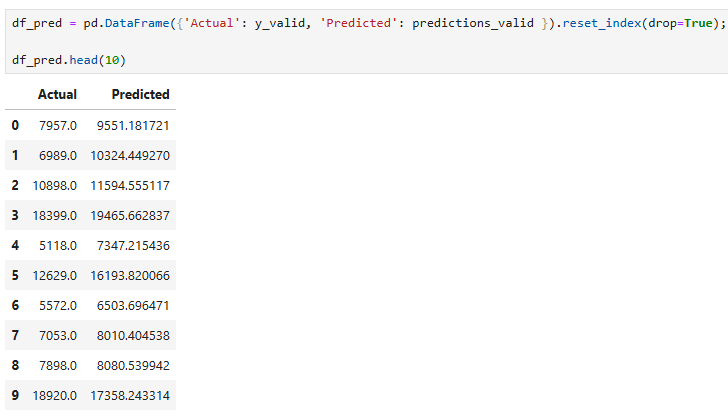 df_pred = pd.DataFrame({'Actual': y_valid, 'Predicted': predictions_valid }).reset_index(drop=True);
df_pred.head(10)
Actual Predicted
0 7957.0 9551.181721
1 6989.0 10324.449270
2 10898.0 11594.555117
3 18399.0 19465.662837
4 5118.0 7347.215436
5 12629.0 16193.820066
6 5572.0 6503.696471
7 7053.0 8010.404538
8 7898.0 8080.539942
9 18920.0 17358.243314